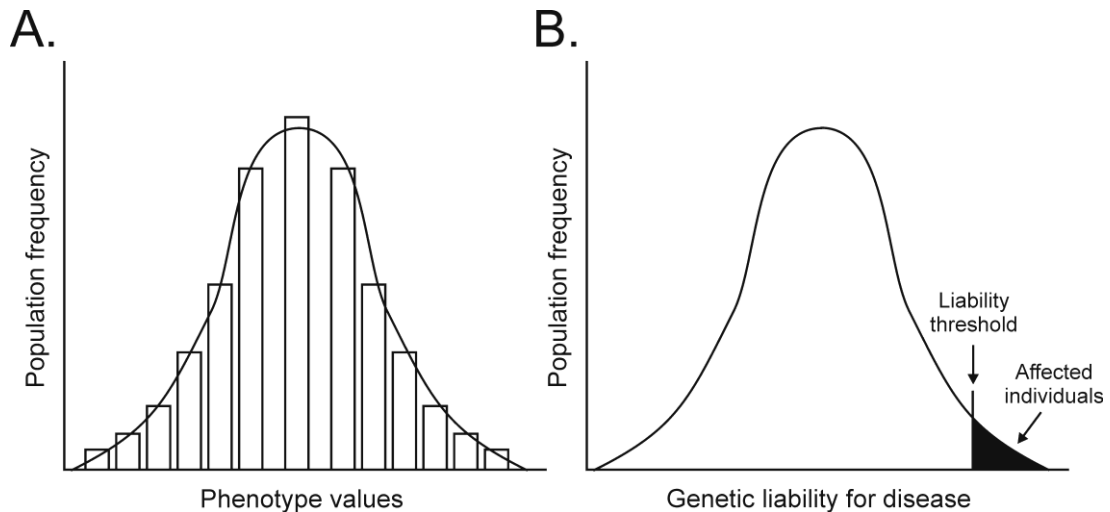 A.
Population frequency
Phenotype values
B.
Population frequency
Liability
threshold
Affected
individuals
Genetic liability for disease